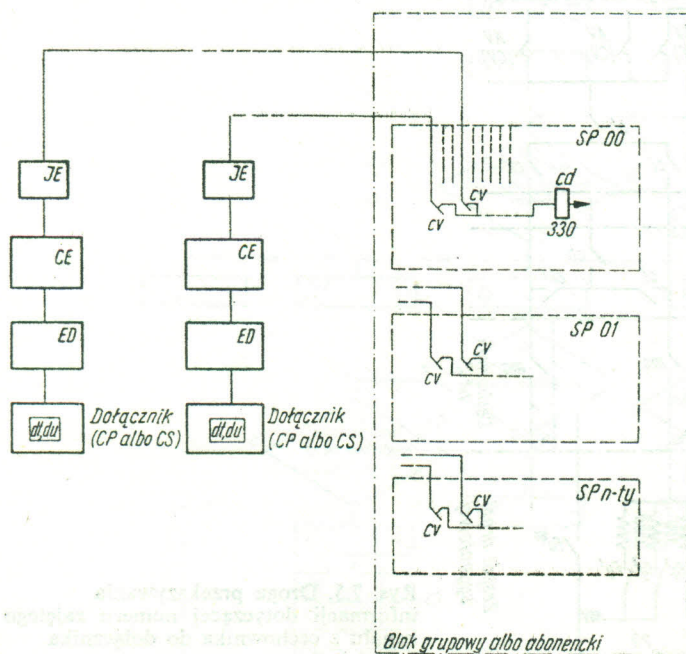 SP 00
JE
JE
cd
cv
cv
330
CE
CE
SP 01
ED
ED
cv
cv
dt,du
Dołącznik
(CP albo CS)
dt,du
Dołącznik
(CP albo CS)
SP n-ty
cv
cv
Blok grupowy albo abonencki